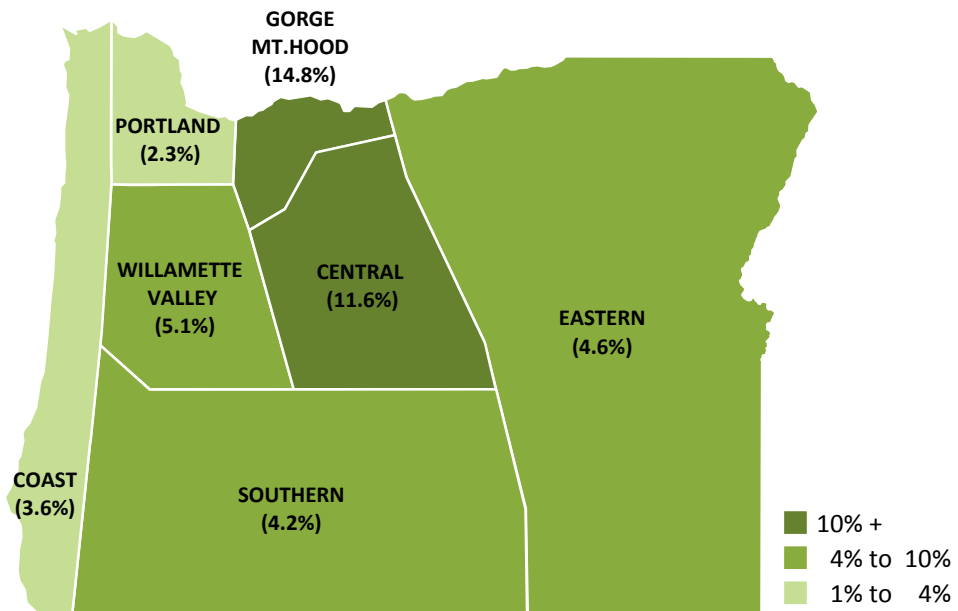 GORGE
MT.HOOD
(14.8%)
PORTLAND
(2.3%)
WILLAMETTE
VALLEY
(5.1%)
CENTRAL
(11.6%)
EASTERN
(4.6%)
COAST
(3.6%)
SOUTHERN
(4.2%)
10% +
4% to 10%
1% to 4%